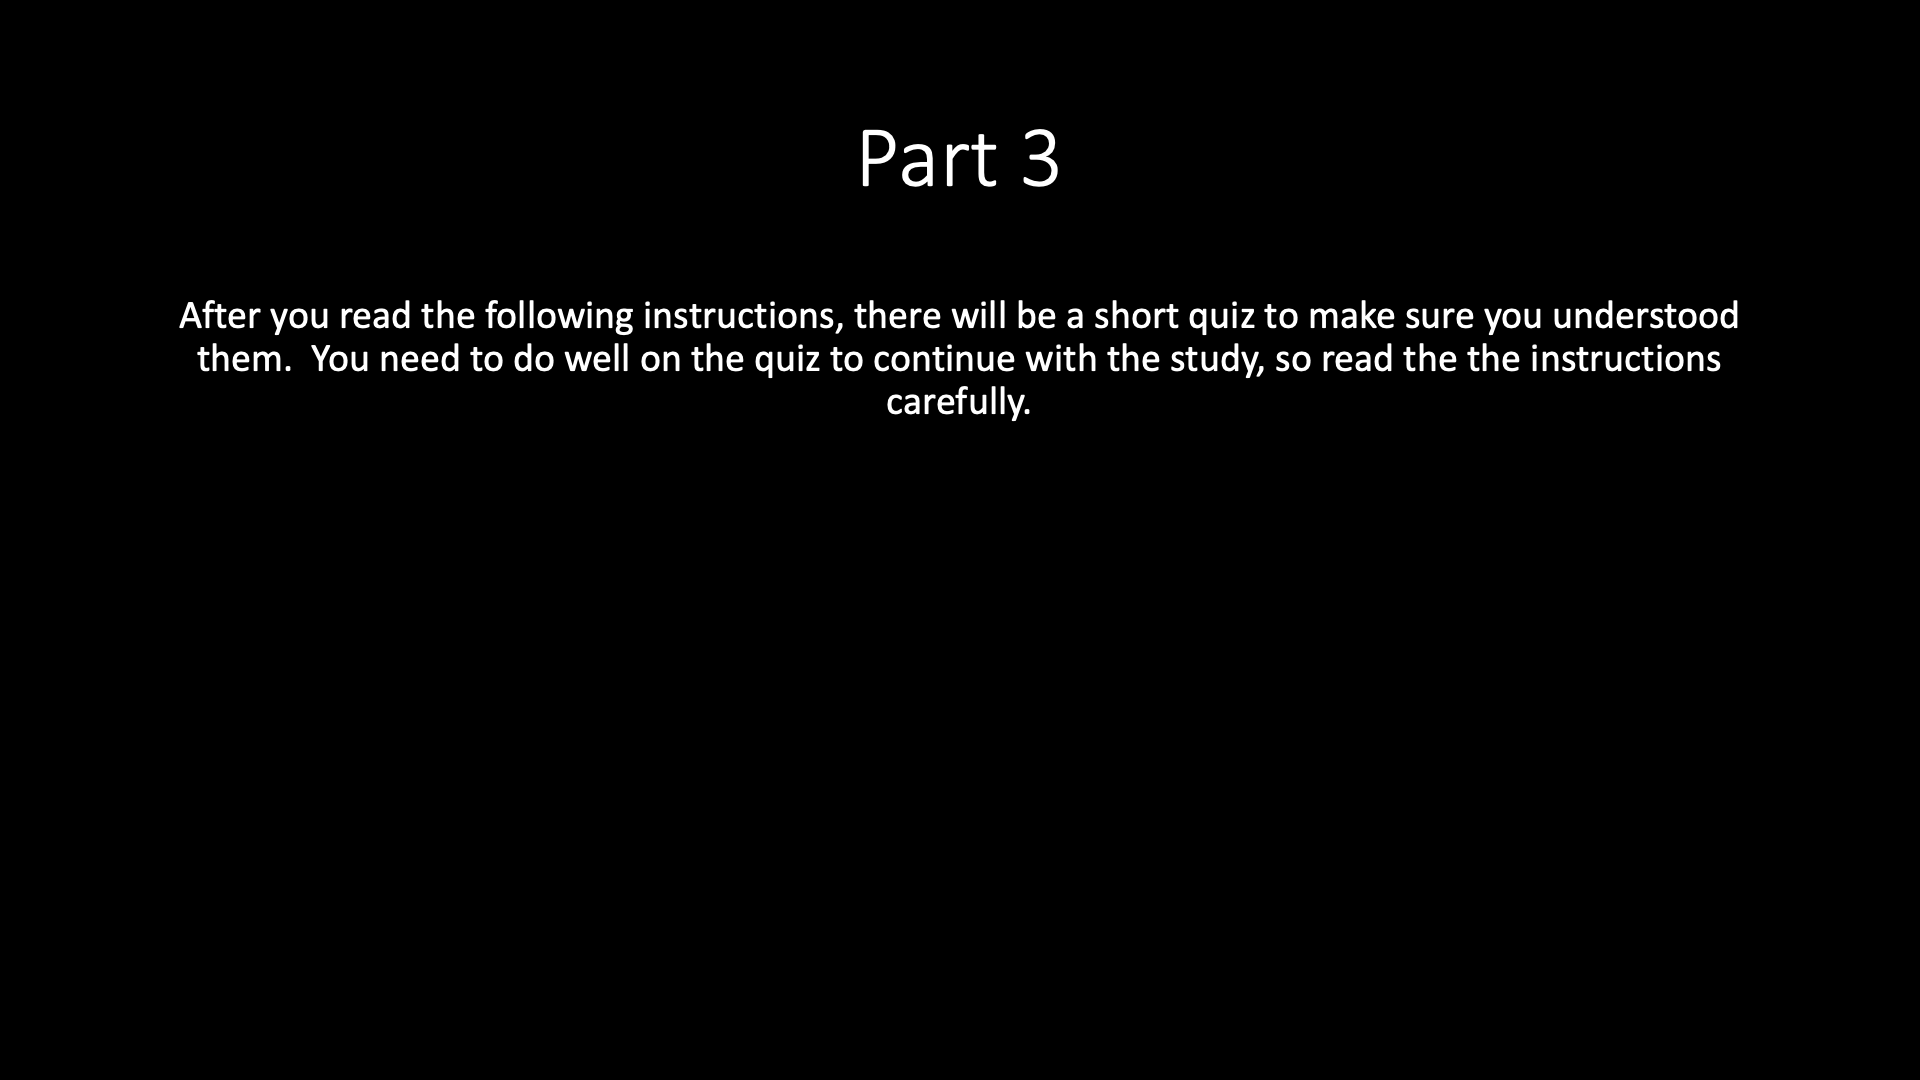 Part 3
After you read the following instructions, there will be a short quiz to make sure you understood
them.  You need to do well on the quiz to continue with the study, so read the the instructions
carefully.